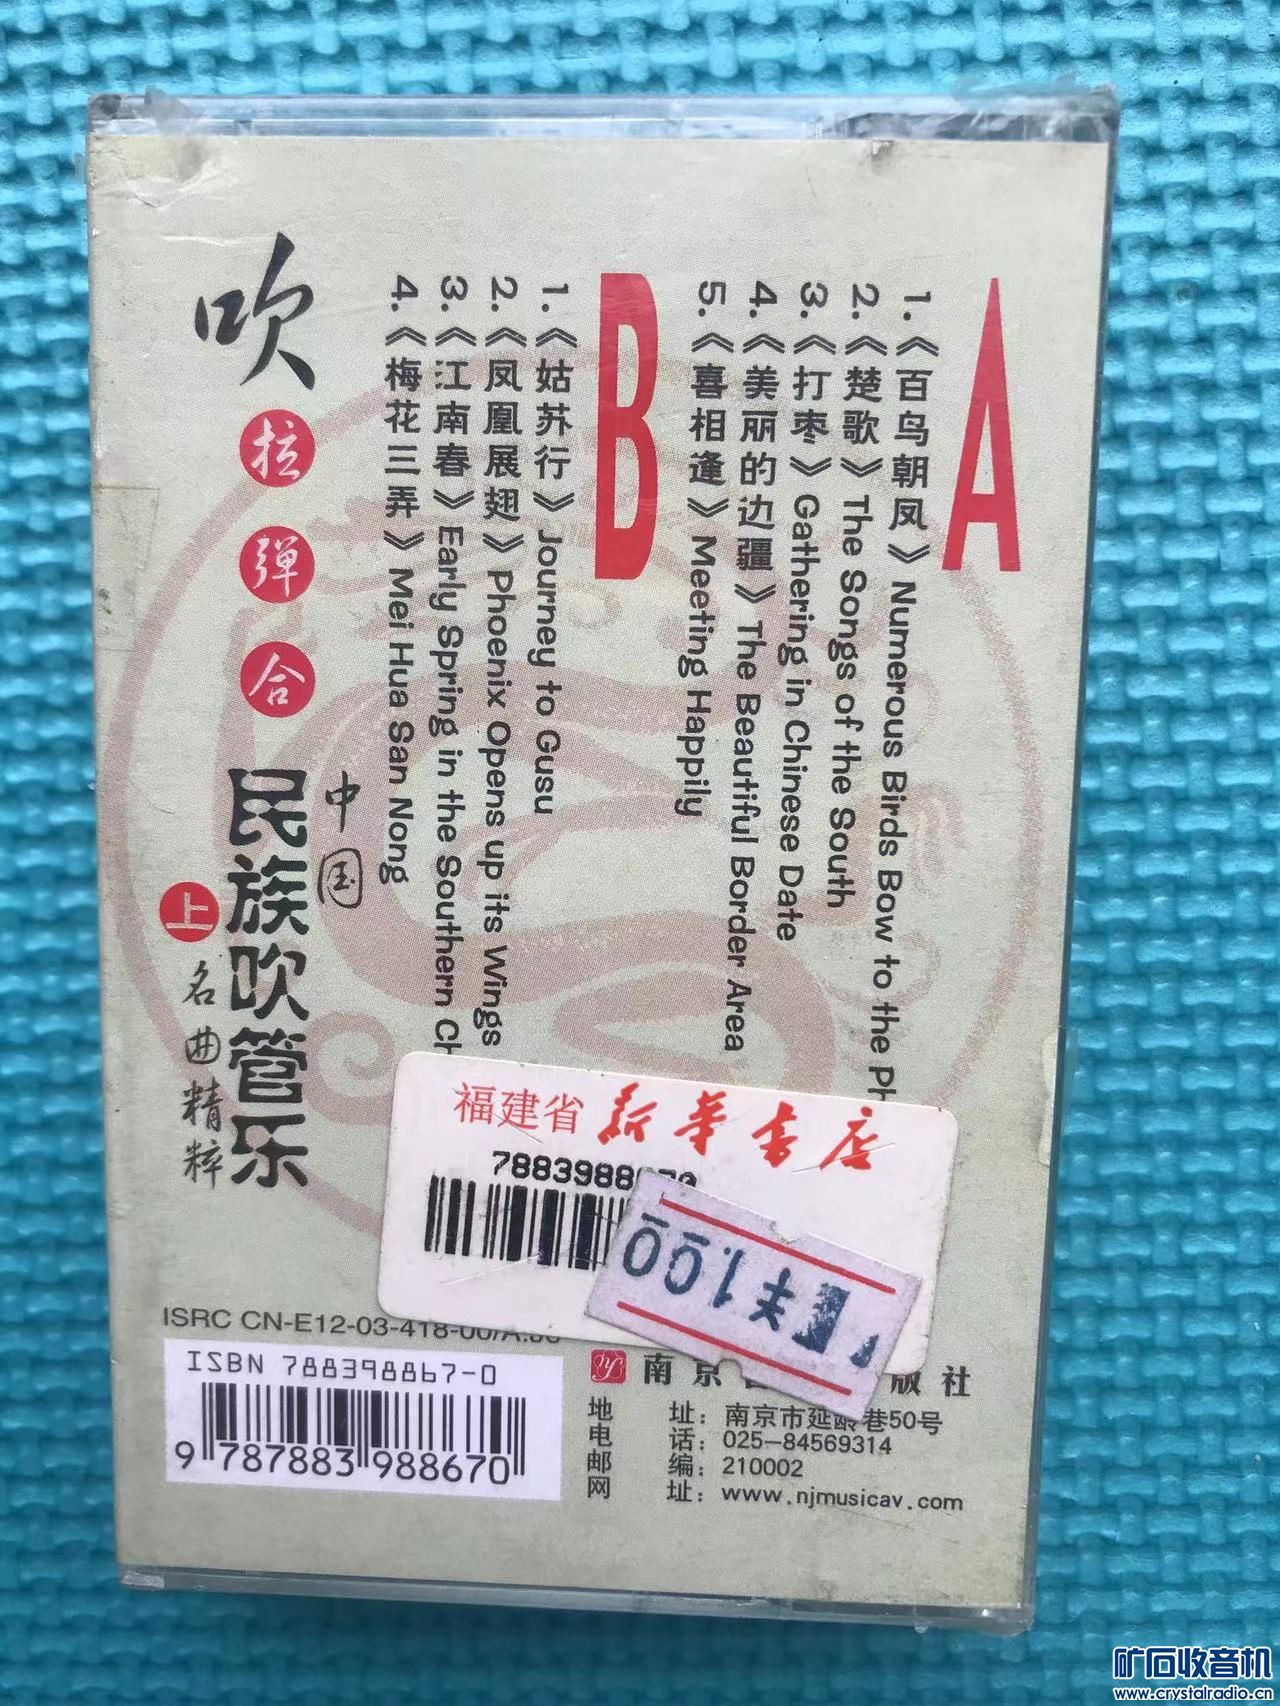 A
1.《百鸟朝凤》Numerous Birds Bow to the Ph
2.《楚歌》The Songs of the South
3.《打枣》Gathering in Chinese Date
4.《美丽的边疆》The Beautiful Border Area
5.《喜相逢》Meeting Happily
B
1.《姑苏行》Journey to Gusu
2.《凤凰展翅》Phoenix Opens up its Wings
3.《江南春》Early Spring in the Southern Ch
4.《梅花三弄》Mei Hua San Nong
吹拉弹合
中国
民族吹管乐
上 名曲精粹
福建省 新华书店
7883988670
¥1.00
ISRC CN-E12-03-418-00/A.J6
ISBN 788398867-0
9 787883 988670
南京 版社
地 址：南京市延龄巷50号
电 话：025-84569314
邮 编：210002
网 址：www.njmusicav.com
矿石收音机
www.crystalradio.cn